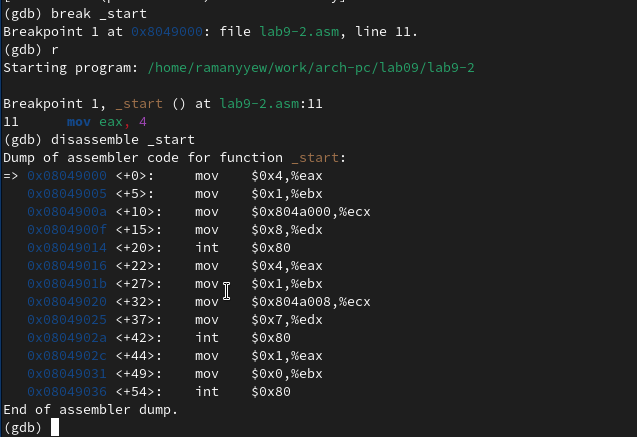 (gdb) break _start
Breakpoint 1 at 0x8049000: file lab9-2.asm, line 11.
(gdb) r
Starting program: /home/ramanyyew/work/arch-pc/lab09/lab9-2
Breakpoint 1, _start () at lab9-2.asm:11
11      mov eax, 4
(gdb) disassemble _start
Dump of assembler code for function _start:
=> 0x08049000 <+0>:     mov    $0x4,%eax
   0x08049005 <+5>:     mov    $0x1,%ebx
   0x0804900a <+10>:    mov    $0x804a000,%ecx
   0x0804900f <+15>:    mov    $0x8,%edx
   0x08049014 <+20>:    int    $0x80
   0x08049016 <+22>:    mov    $0x4,%eax
   0x0804901b <+27>:    mov    $0x1,%ebx
   0x08049020 <+32>:    mov    $0x804a008,%ecx
   0x08049025 <+37>:    mov    $0x7,%edx
   0x0804902a <+42>:    int    $0x80
   0x0804902c <+44>:    mov    $0x1,%eax
   0x08049031 <+49>:    mov    $0x0,%ebx
   0x08049036 <+54>:    int    $0x80
End of assembler dump.
(gdb)